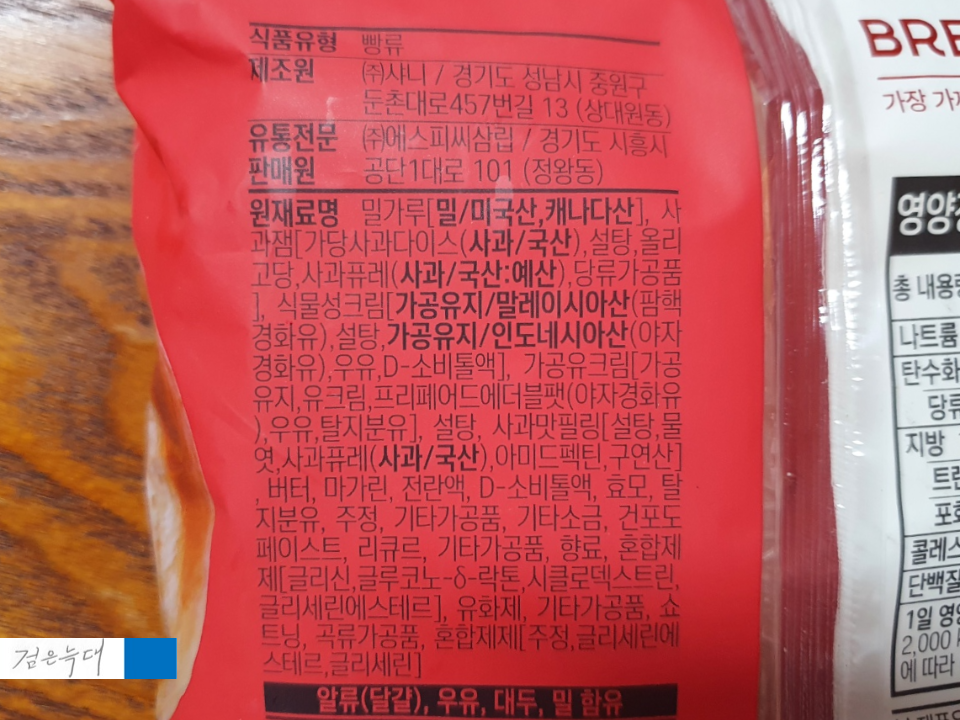 식품유형 빵류
제조원 ㈜샤니 / 경기도 성남시 중원구
둔촌대로457번길 13 (상대원동)
유통전문 ㈜에스피씨삼립 / 경기도 시흥시
판매원 공단1대로 101 (정왕동)
원재료명 밀가루[밀/미국산,캐나다산], 사
과잼[가당사과다이스(사과/국산),설탕,올리
고당,사과퓨레(사과/국산:예산),당류가공품
], 식물성크림[가공유지/말레이시아산(팜핵
경화유),설탕,가공유지/인도네시아산(야자
경화유),우유,D-소비톨액], 가공유크림[가공
유지,유크림,프리페어드에더블팻(야자경화유
),우유,탈지분유], 설탕, 사과맛필링[설탕,물
엿,사과퓨레(사과/국산),아미드펙틴,구연산]
, 버터, 마가린, 전란액, D-소비톨액, 효모, 탈
지분유, 주정, 기타가공품, 기타소금, 건포도
페이스트, 리큐르, 기타가공품, 향료, 혼합제
제[글리신,글루코노-δ-락톤,시클로덱스트린,
글리세린에스테르], 유화제, 기타가공품, 쇼
트닝, 곡류가공품, 혼합제제[주정,글리세린에
스테르,글리세린]
알류(달걀), 우유, 대두, 밀 함유
BRE
가장 가
영양
총 내용량
나트륨
탄수화
당류
지방
트랜
포화
콜레스
단백질
1일 영양
2,000
에 따라
검은늑대